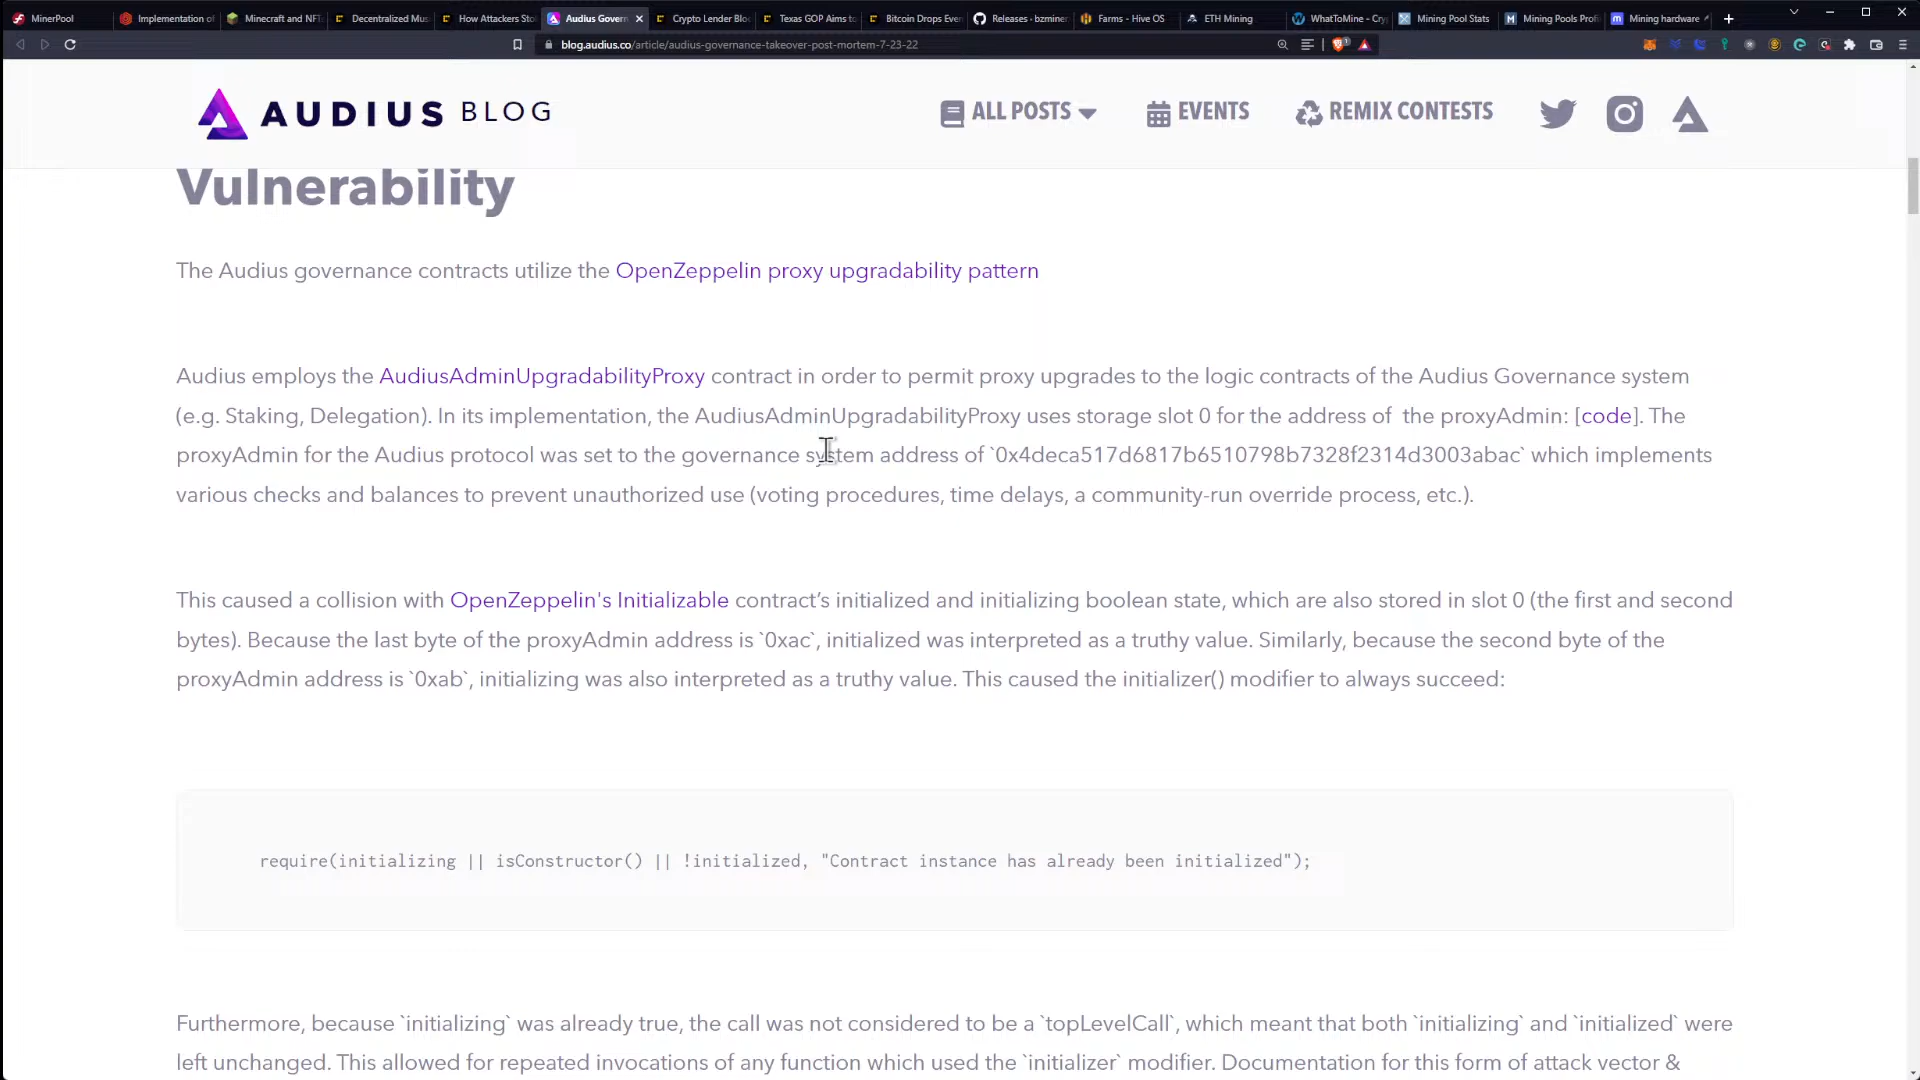 MinerPool
Implementation of
Minecraft and NFT
Decentralized Mus
How Attackers Sto
Audius Govern
Crypto Lender Blo
Texas GOP Aims to
Bitcoin Drops Eve
Releases · bzminer
Farms - Hive OS
ETH Mining
WhatToMine - Cry
Mining Pool Stats
Mining Pools Profi
Mining hardware
blog.audius.co/article/audius-governance-takeover-post-mortem-7-23-22
AUDIUS BLOG
ALL POSTS
EVENTS
REMIX CONTESTS
Vulnerability
The Audius governance contracts utilize the OpenZeppelin proxy upgradability pattern
Audius employs the AudiusAdminUpgradabilityProxy contract in order to permit proxy upgrades to the logic contracts of the Audius Governance system
(e.g. Staking, Delegation). In its implementation, the AudiusAdminUpgradabilityProxy uses storage slot 0 for the address of the proxyAdmin: [code]. The
proxyAdmin for the Audius protocol was set to the governance system address of `0x4deca517d6817b6510798b7328f2314d3003abac` which implements
various checks and balances to prevent unauthorized use (voting procedures, time delays, a community-run override process, etc.).
This caused a collision with OpenZeppelin's Initializable contract’s initialized and initializing boolean state, which are also stored in slot 0 (the first and second
bytes). Because the last byte of the proxyAdmin address is `0xac`, initialized was interpreted as a truthy value. Similarly, because the second byte of the
proxyAdmin address is `0xab`, initializing was also interpreted as a truthy value. This caused the initializer() modifier to always succeed:
require(initializing || isConstructor() || !initialized, "Contract instance has already been initialized");
Furthermore, because `initializing` was already true, the call was not considered to be a `topLevelCall`, which meant that both `initializing` and `initialized` were
left unchanged. This allowed for repeated invocations of any function which used the `initializer` modifier. Documentation for this form of attack vector &